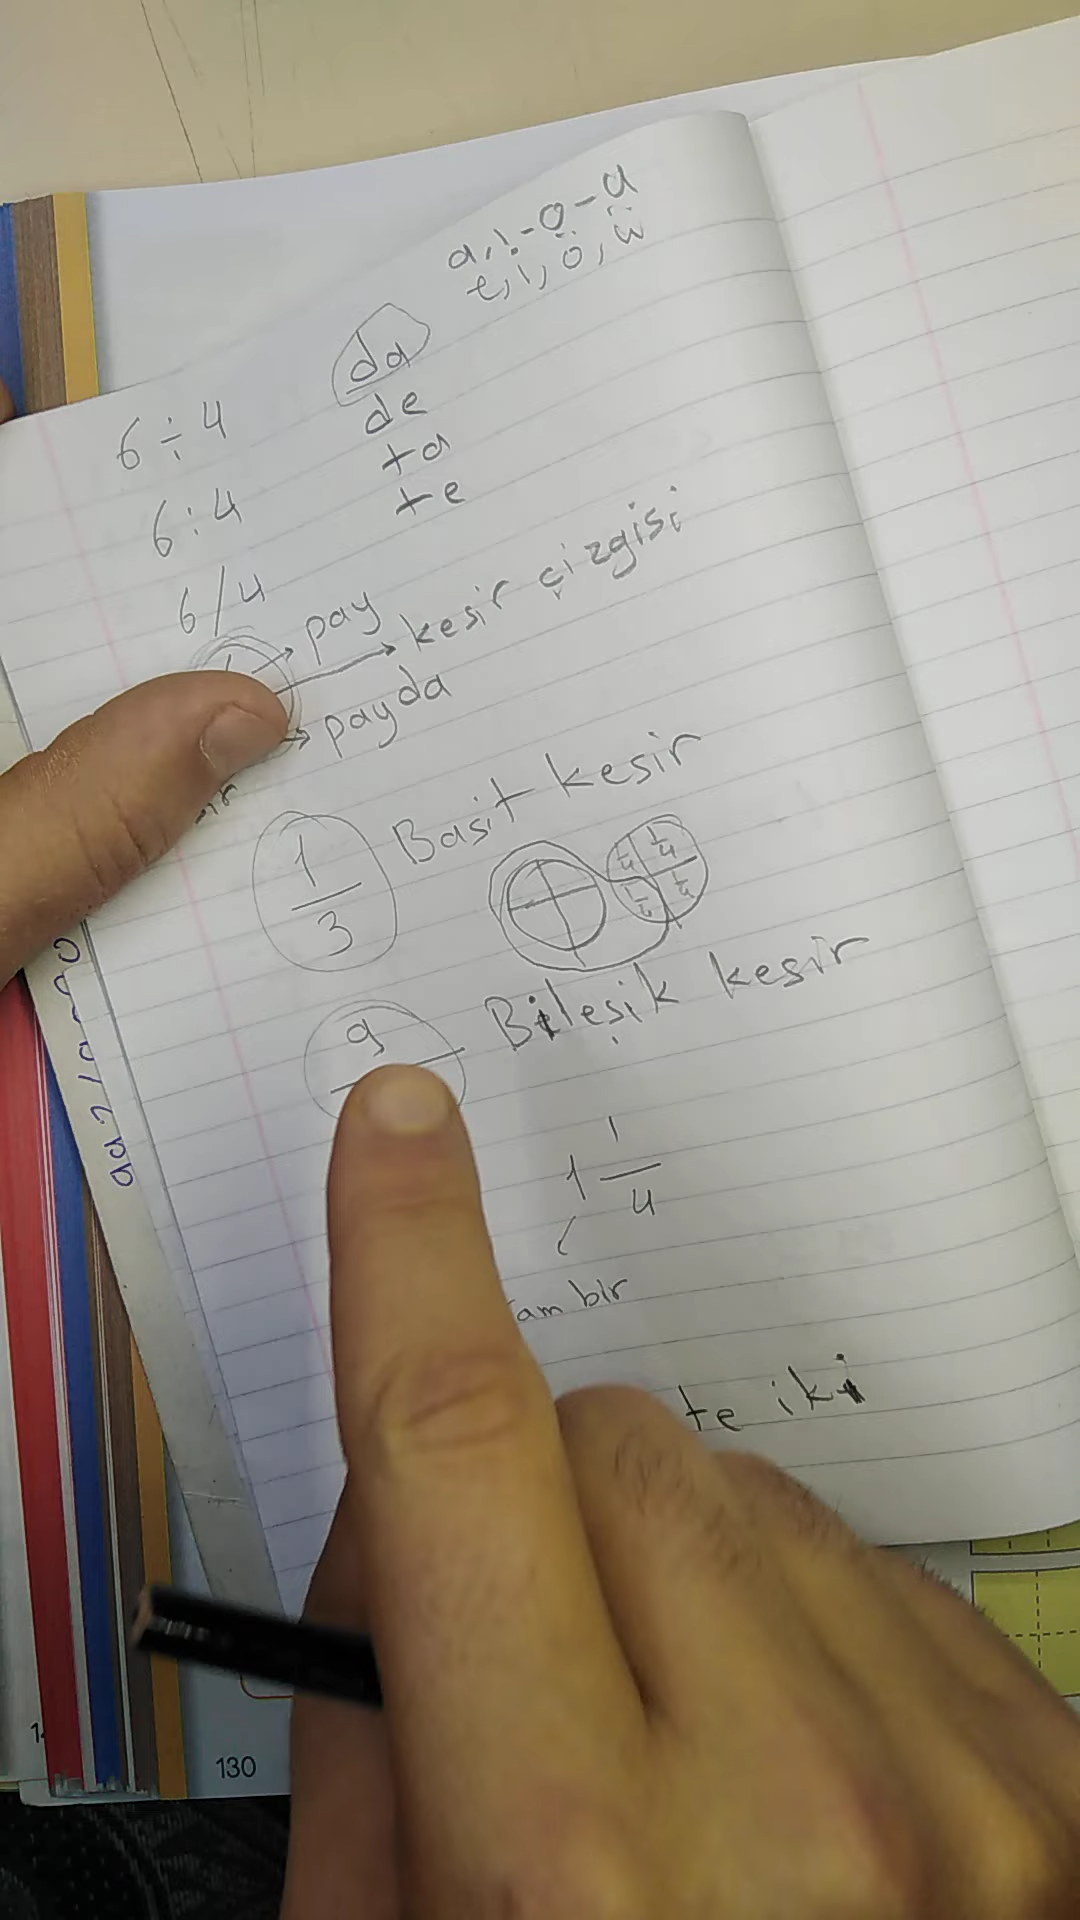 a, ı - o - u
e, i, ö, ü
da
de
ta
te
6 ÷ 4
6 : 4
6 / 4
pay
kesir çizgisi
payda
1
3
Basit kesir
1/4 1/4
1/4 1/4
9
Bileşik kesir
1 1/4
bir
te iki
130